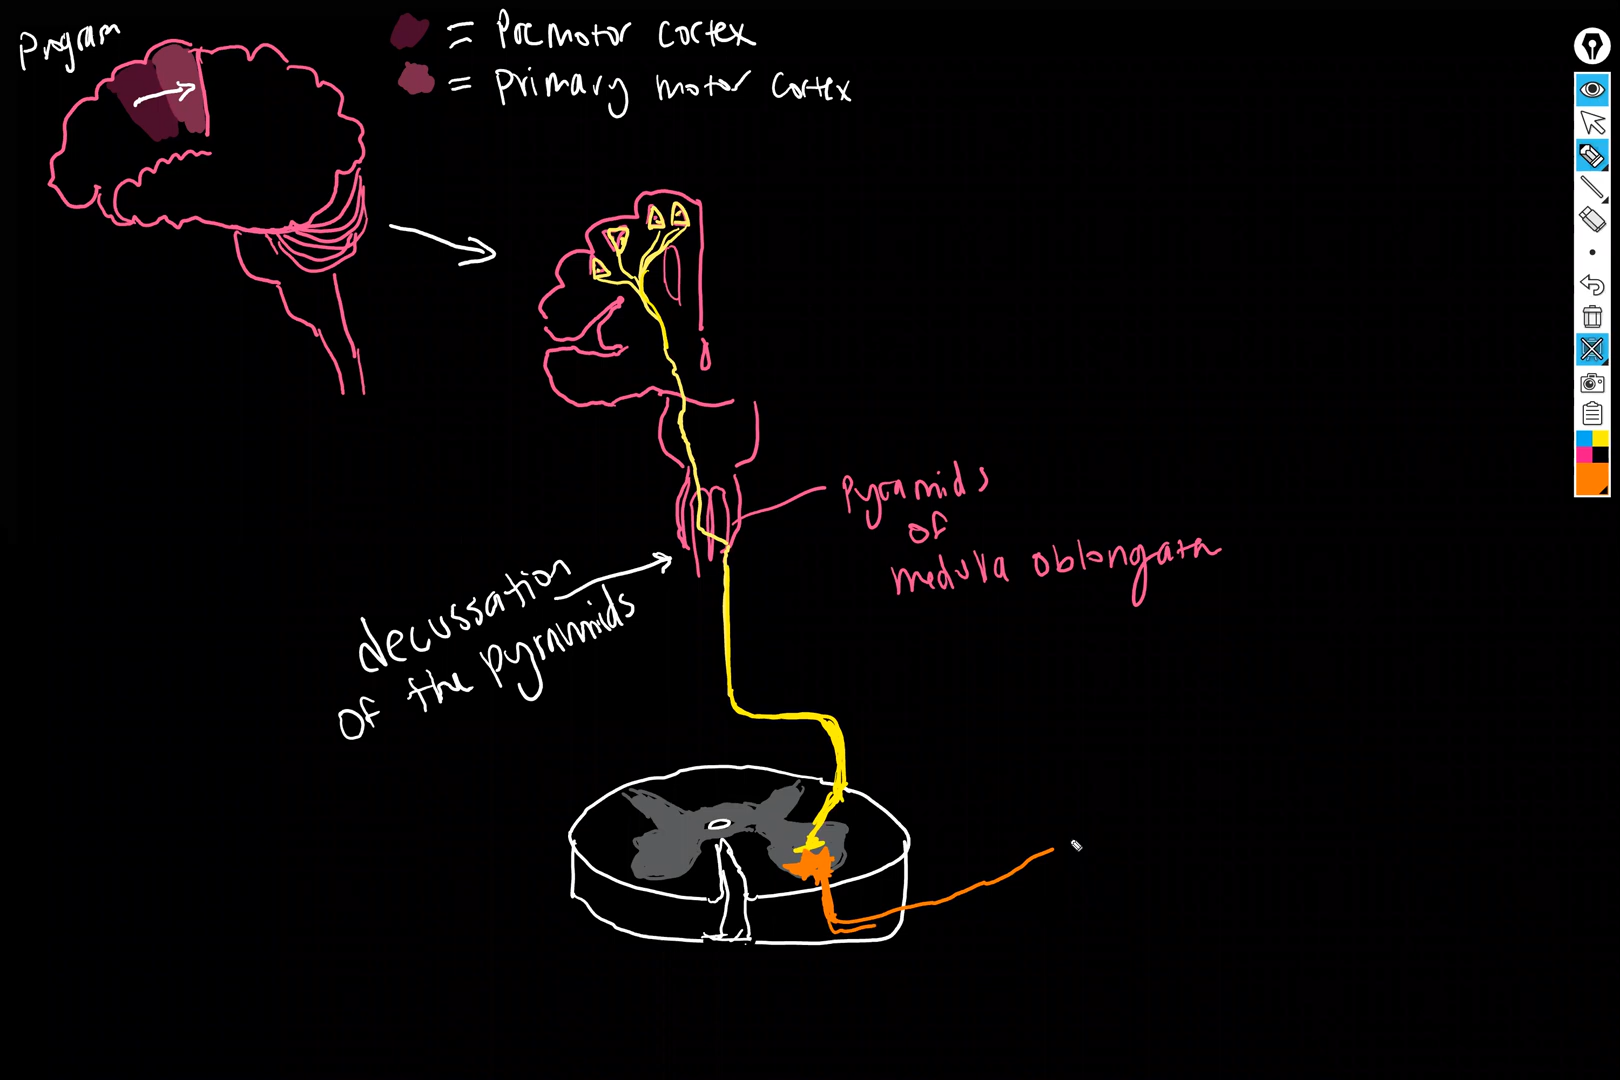 Program
= Premotor cortex
= primary motor cortex
pyramids
of
medulla oblongata
decussation
of the pyramids